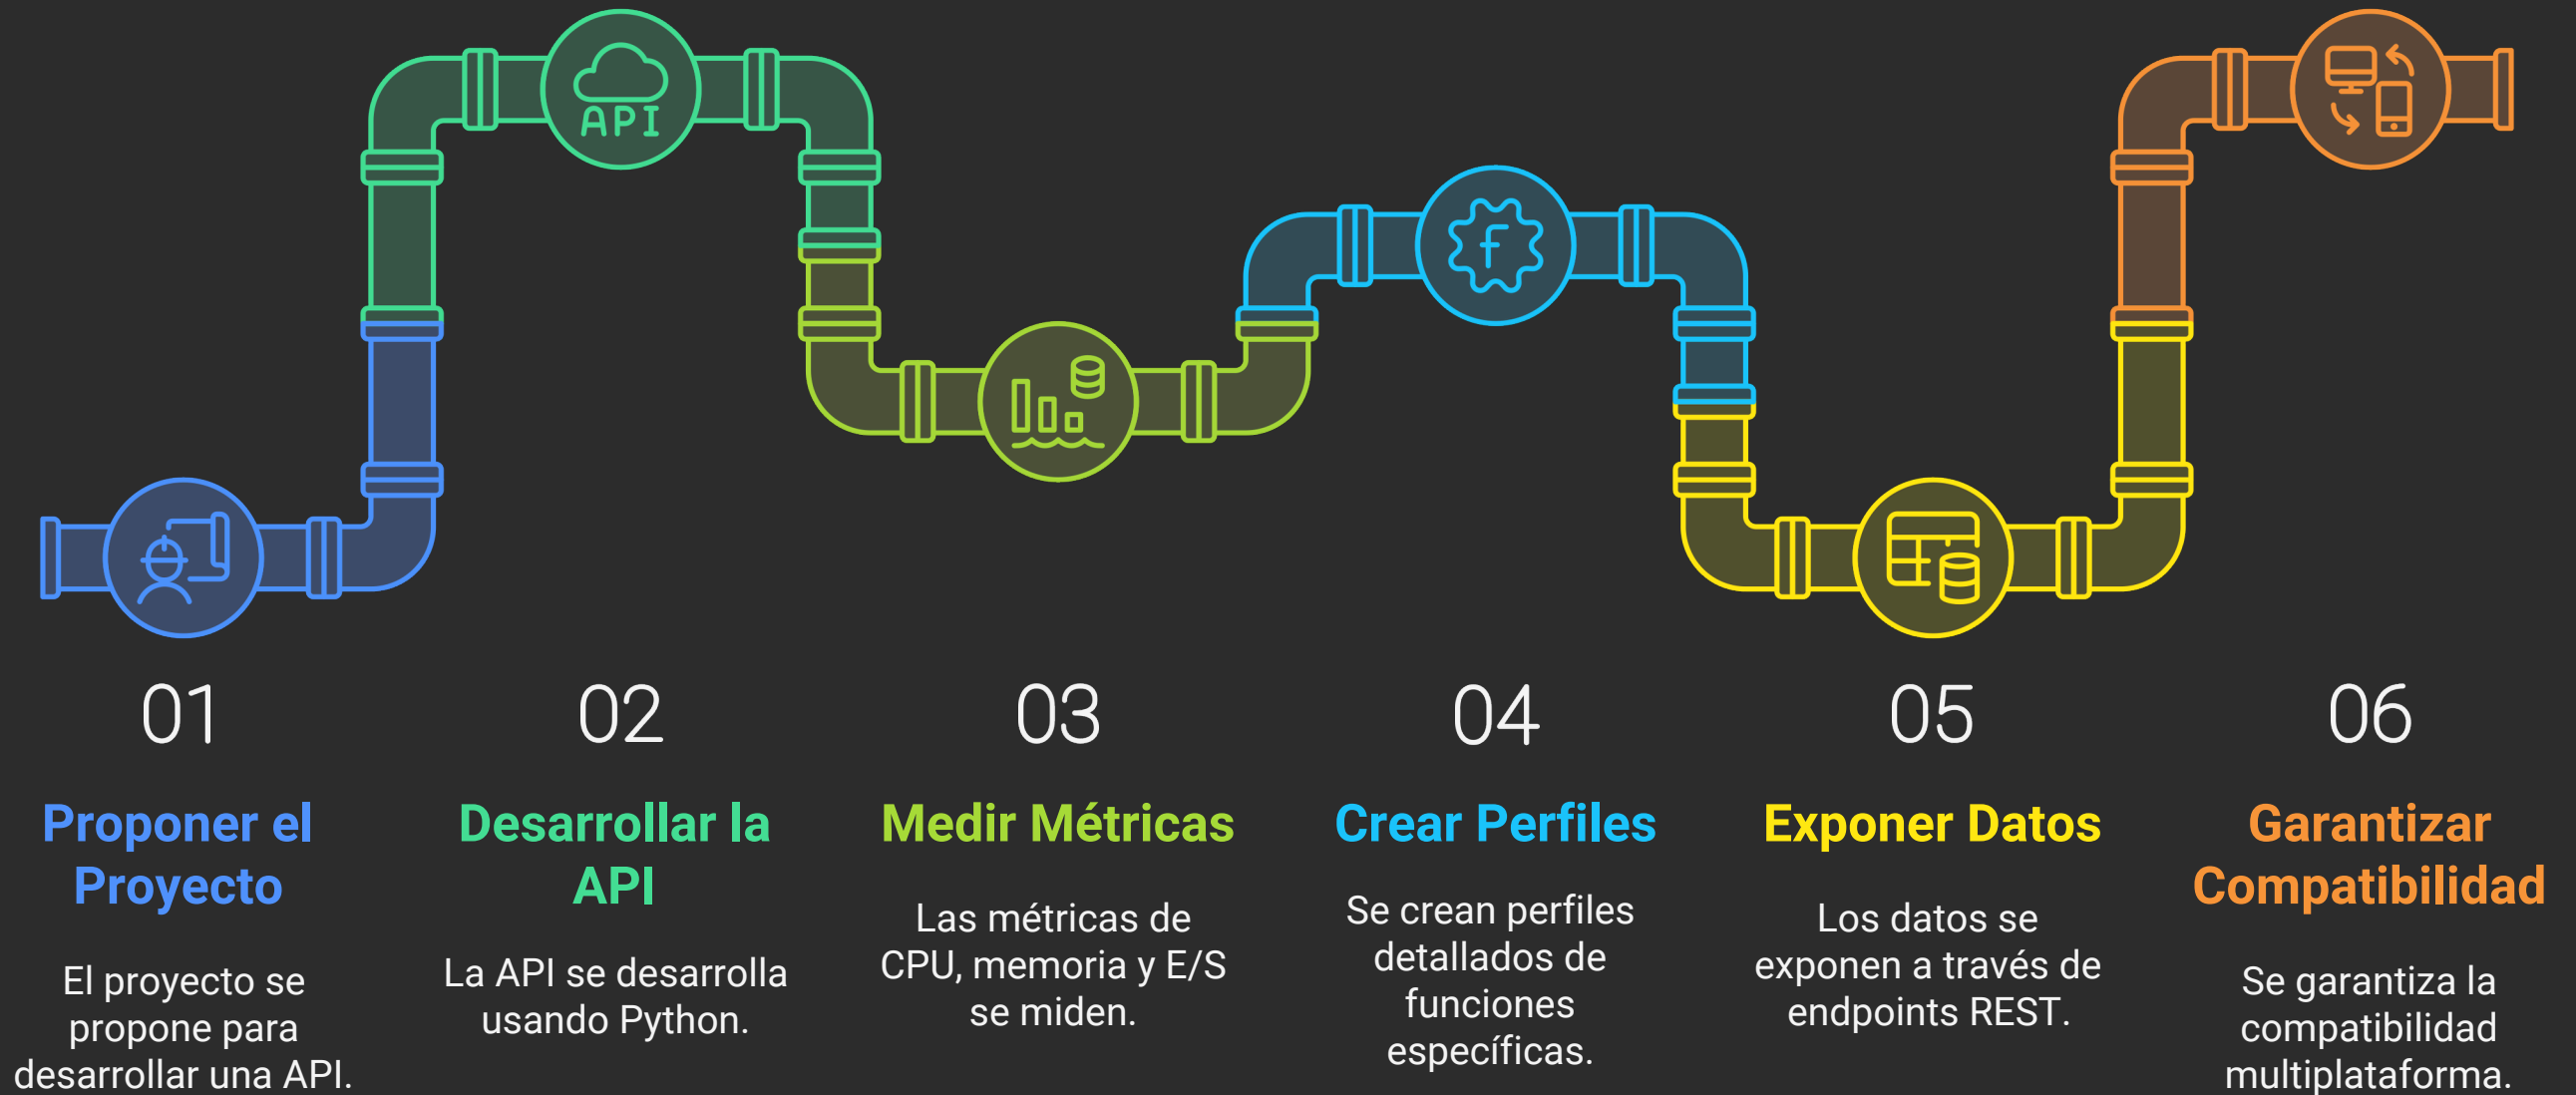 API
f
01
Proponer el
Proyecto
El proyecto se
propone para
desarrollar una API.
02
Desarrollar la
API
La API se desarrolla
usando Python.
03
Medir Métricas
Las métricas de
CPU, memoria y E/S
se miden.
04
Crear Perfiles
Se crean perfiles
detallados de
funciones
específicas.
05
Exponer Datos
Los datos se
exponen a través de
endpoints REST.
06
Garantizar
Compatibilidad
Se garantiza la
compatibilidad
multiplataforma.